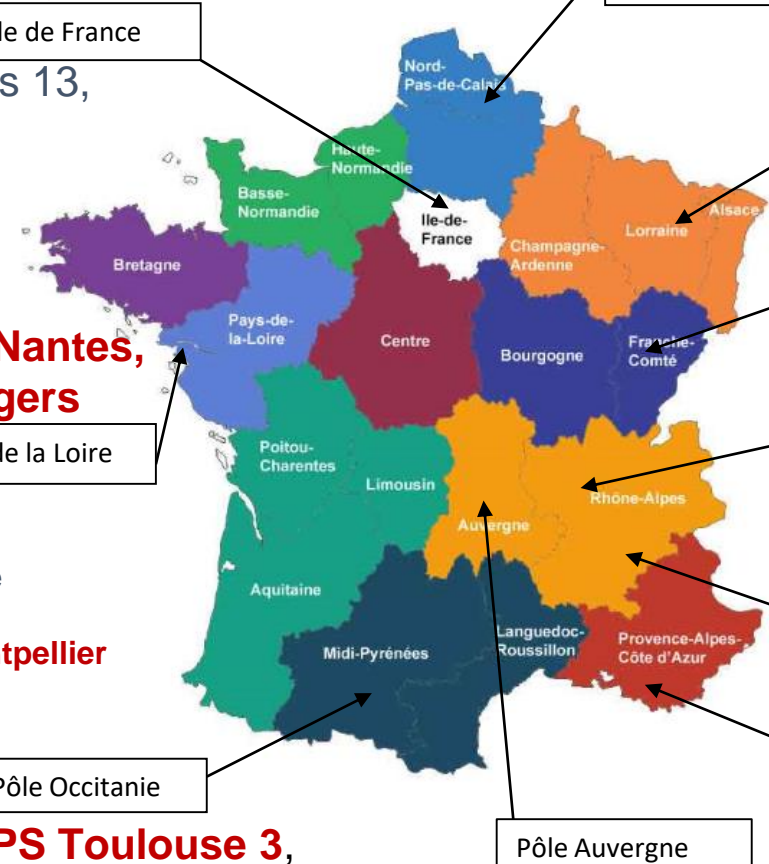 le de France
s 13,
Nord-
Pas-de-Calais
Haute-
Normandie
Basse-
Normandie
Ile-de-
France
Champagne-
Ardenne
Lorraine
Alsace
Bretagne
Pays-de-
la-Loire
Centre
Bourgogne
Franche-
Comté
Nantes,
gers
de la Loire
Poitou-
Charentes
Limousin
Auvergne
Rhône-Alpes
Aquitaine
tpellier
Midi-Pyrénées
Languedoc-
Roussillon
Provence-Alpes-
Côte d'Azur
Pôle Occitanie
PS Toulouse 3,
Pôle Auvergne